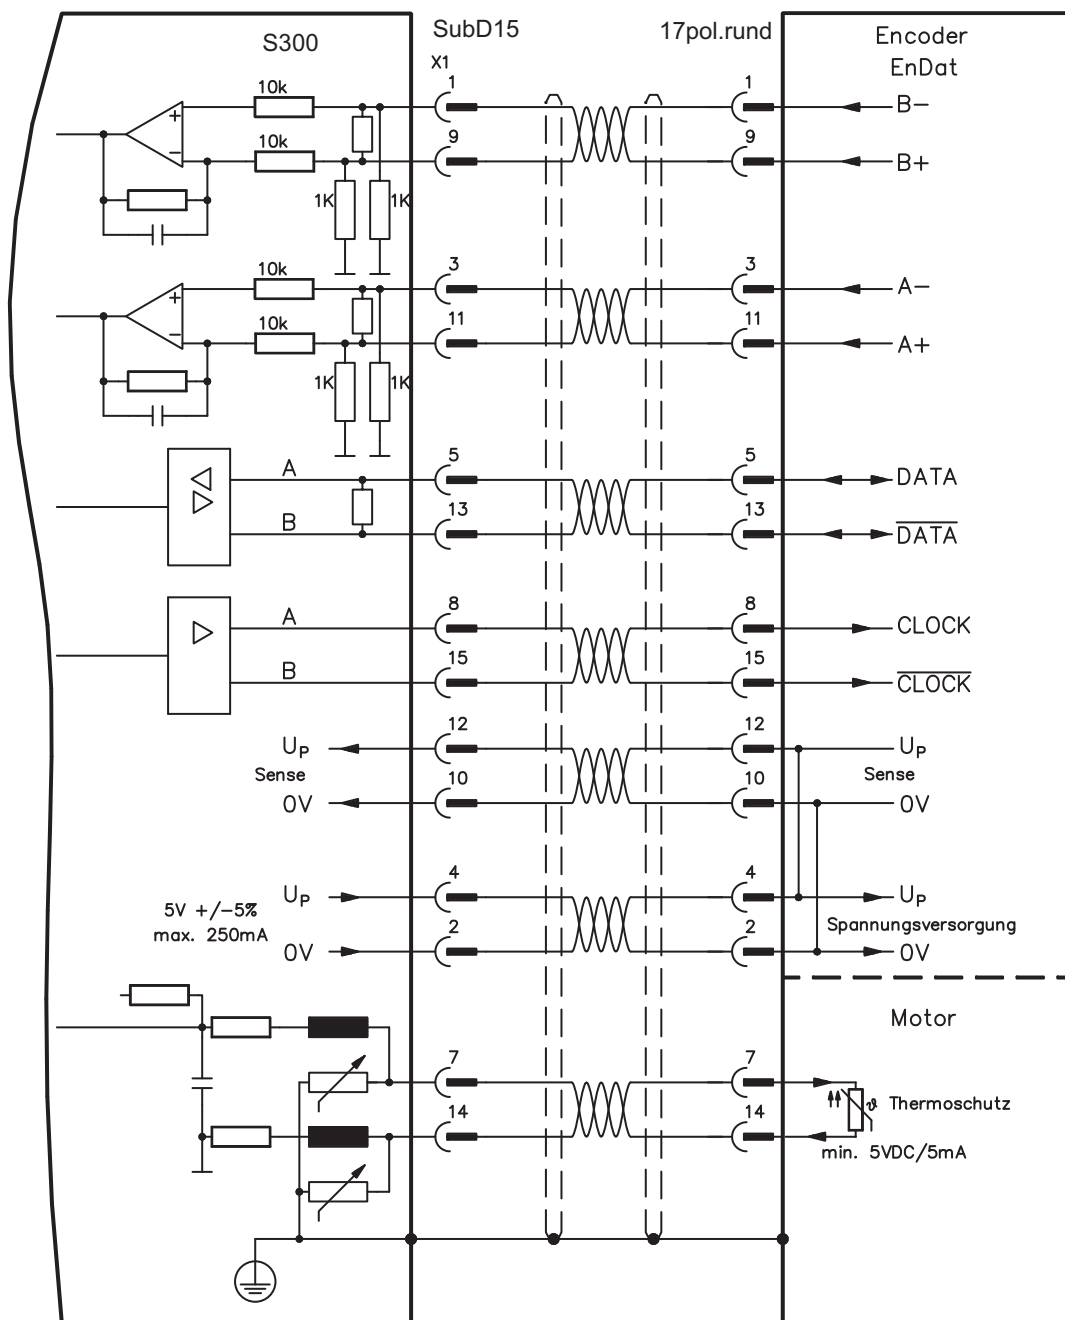 S300 SubD15 17pol.rund Encoder
EnDat
X1
10k 1 1 B−
10k 9 9 B+
1K 1K
10k 3 3 A−
10k 11 11 A+
1K 1K
A 5 5 DATA
B 13 13 DATA
A 8 8 CLOCK
B 15 15 CLOCK
UP 12 12 UP
Sense Sense
0V 10 10 0V
UP 4 4 UP
5V +/−5% Spannungsversorgung
max. 250mA
0V 2 2 0V
Motor
7 7
ϑ Thermoschutz
14 14
min. 5VDC/5mA